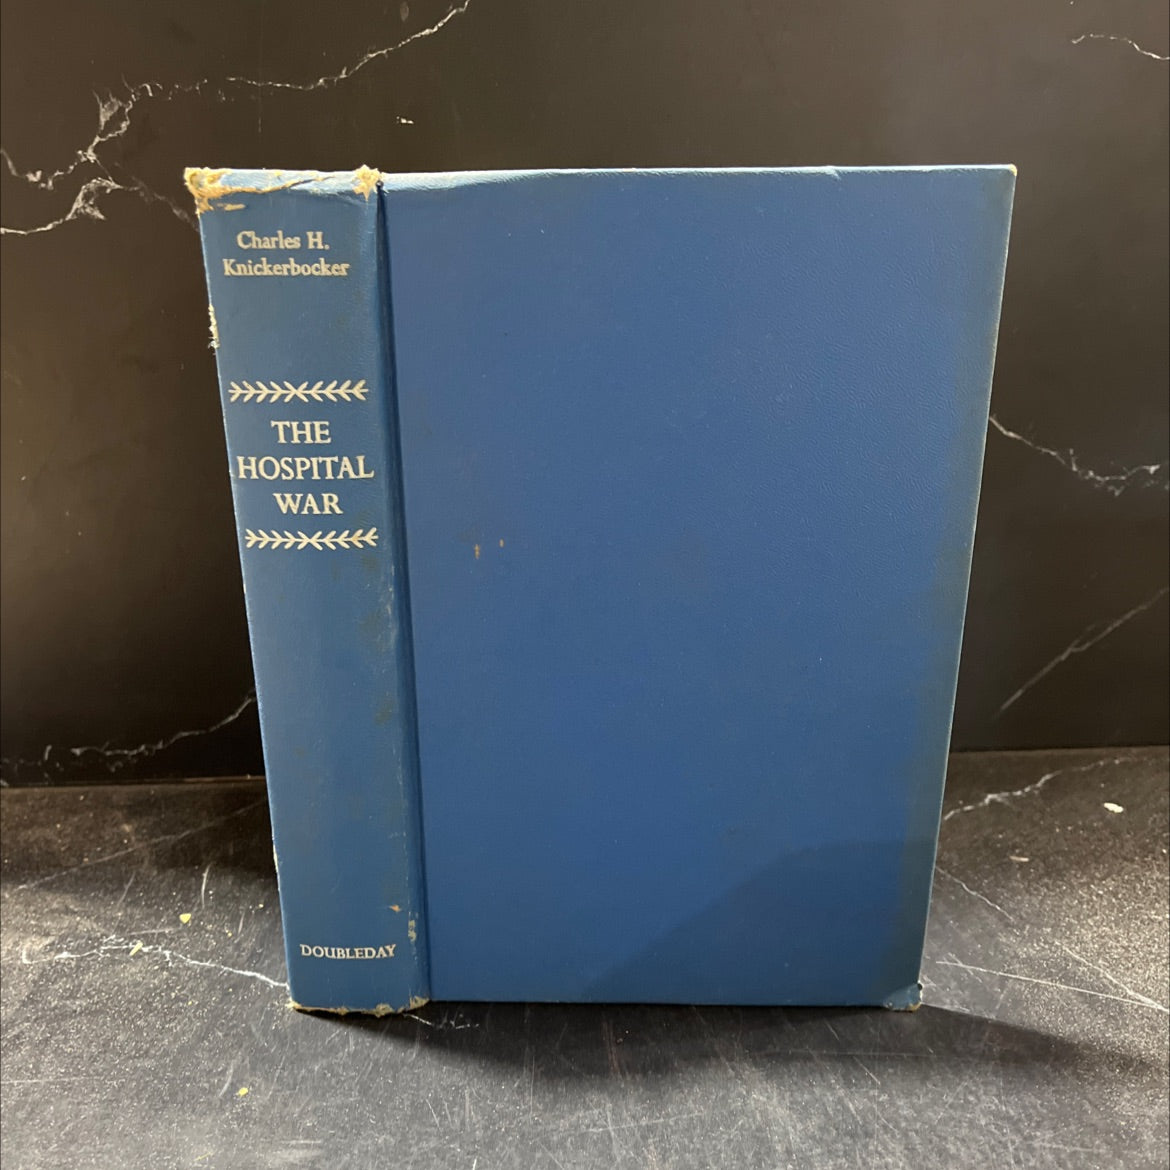 Charles H.
Knickerbocker
THE
HOSPITAL
WAR
DOUBLEDAY